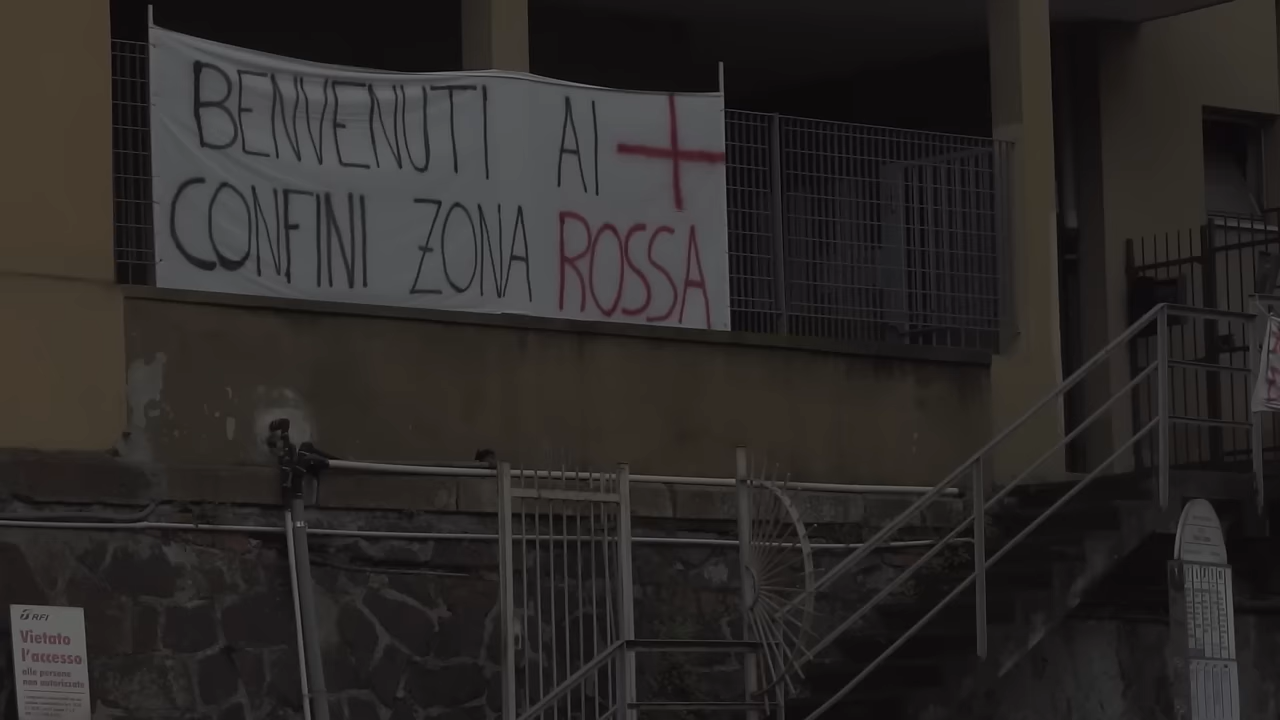 BENVENUTI AI
CONFINI ZONA ROSSA
RFI
Vietato
l'accesso
alle persone
non autorizzate